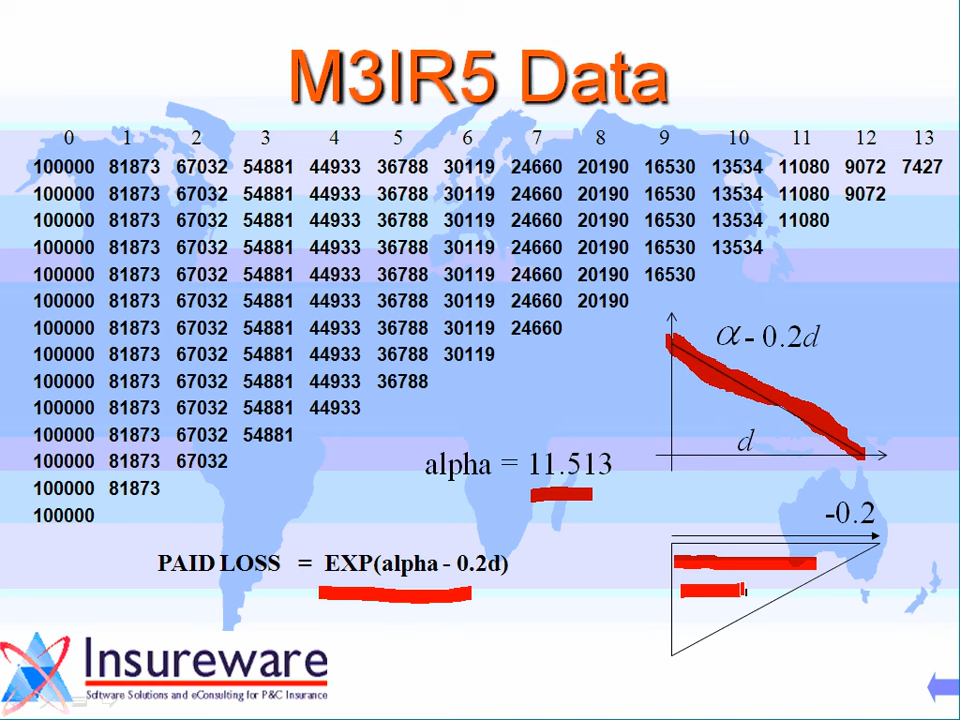 M3IR5 Data
0 1 2 3 4 5 6 7 8 9 10 11 12 13
100000 81873 67032 54881 44933 36788 30119 24660 20190 16530 13534 11080 9072 7427
100000 81873 67032 54881 44933 36788 30119 24660 20190 16530 13534 11080 9072
100000 81873 67032 54881 44933 36788 30119 24660 20190 16530 13534 11080
100000 81873 67032 54881 44933 36788 30119 24660 20190 16530 13534
100000 81873 67032 54881 44933 36788 30119 24660 20190 16530
100000 81873 67032 54881 44933 36788 30119 24660 20190
100000 81873 67032 54881 44933 36788 30119 24660
100000 81873 67032 54881 44933 36788 30119
100000 81873 67032 54881 44933 36788
100000 81873 67032 54881 44933
100000 81873 67032 54881
100000 81873 67032
100000 81873
100000
α - 0.2d
d
alpha = 11.513
-0.2
PAID LOSS = EXP(alpha - 0.2d)
Insureware
Software Solutions and eConsulting for P&C Insurance